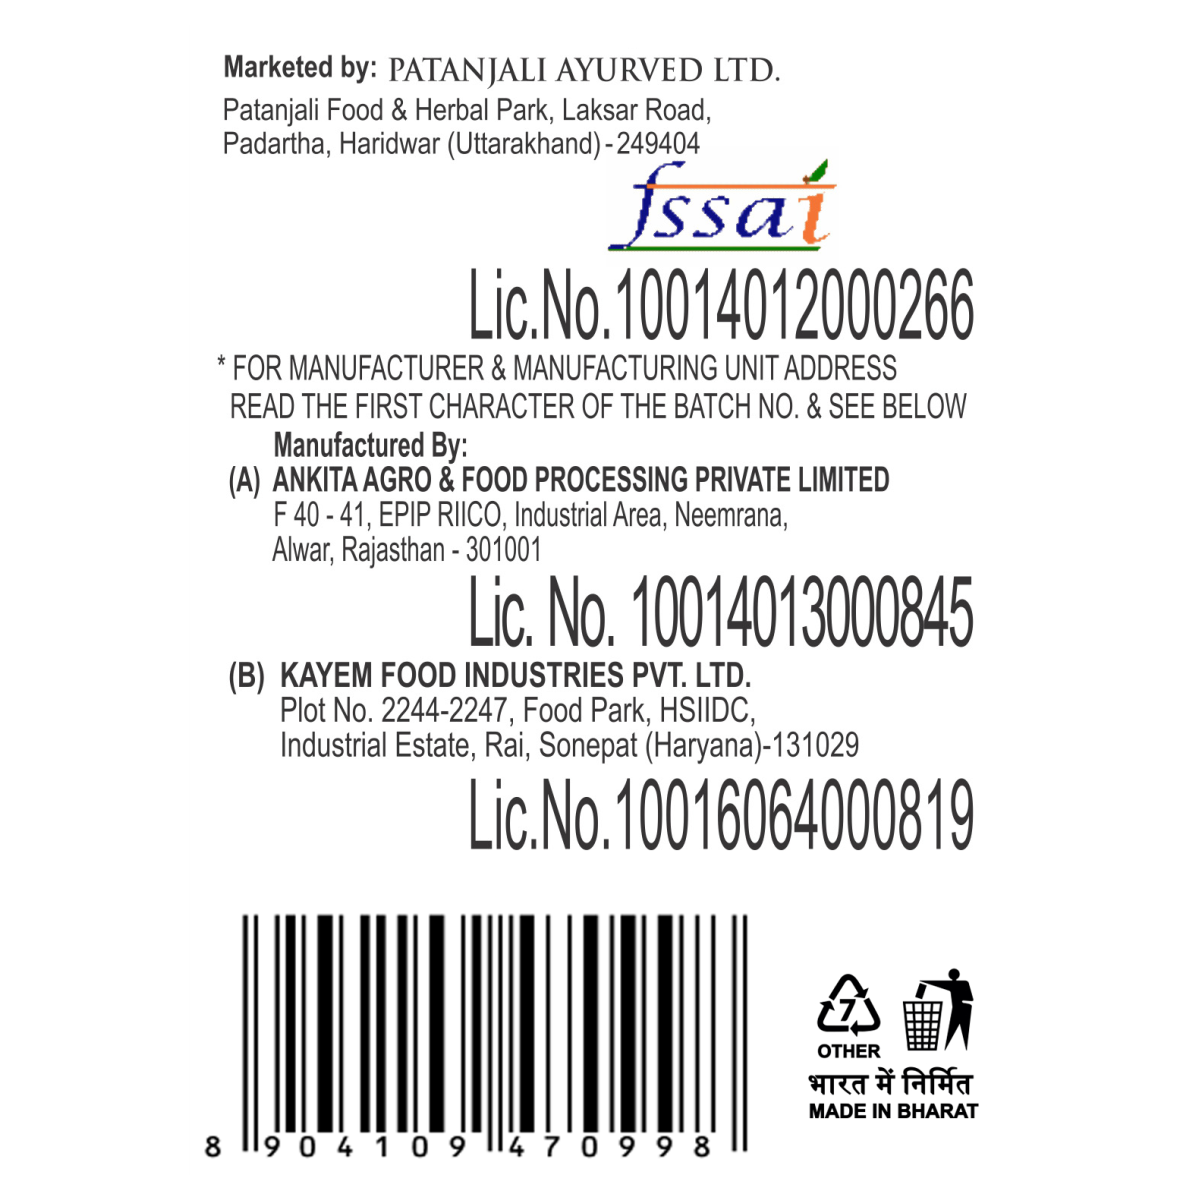 Marketed by: PATANJALI AYURVED LTD.
Patanjali Food & Herbal Park, Laksar Road,
Padartha, Haridwar (Uttarakhand) - 249404
fssai
Lic.No.10014012000266
* FOR MANUFACTURER & MANUFACTURING UNIT ADDRESS
READ THE FIRST CHARACTER OF THE BATCH NO. & SEE BELOW
Manufactured By:
(A) ANKITA AGRO & FOOD PROCESSING PRIVATE LIMITED
F 40 - 41, EPIP RIICO, Industrial Area, Neemrana,
Alwar, Rajasthan - 301001
Lic. No. 10014013000845
(B) KAYEM FOOD INDUSTRIES PVT. LTD.
Plot No. 2244-2247, Food Park, HSIIDC,
Industrial Estate, Rai, Sonepat (Haryana)-131029
Lic.No.10016064000819
7
OTHER
भारत में निर्मित
MADE IN BHARAT
8 904109 470998